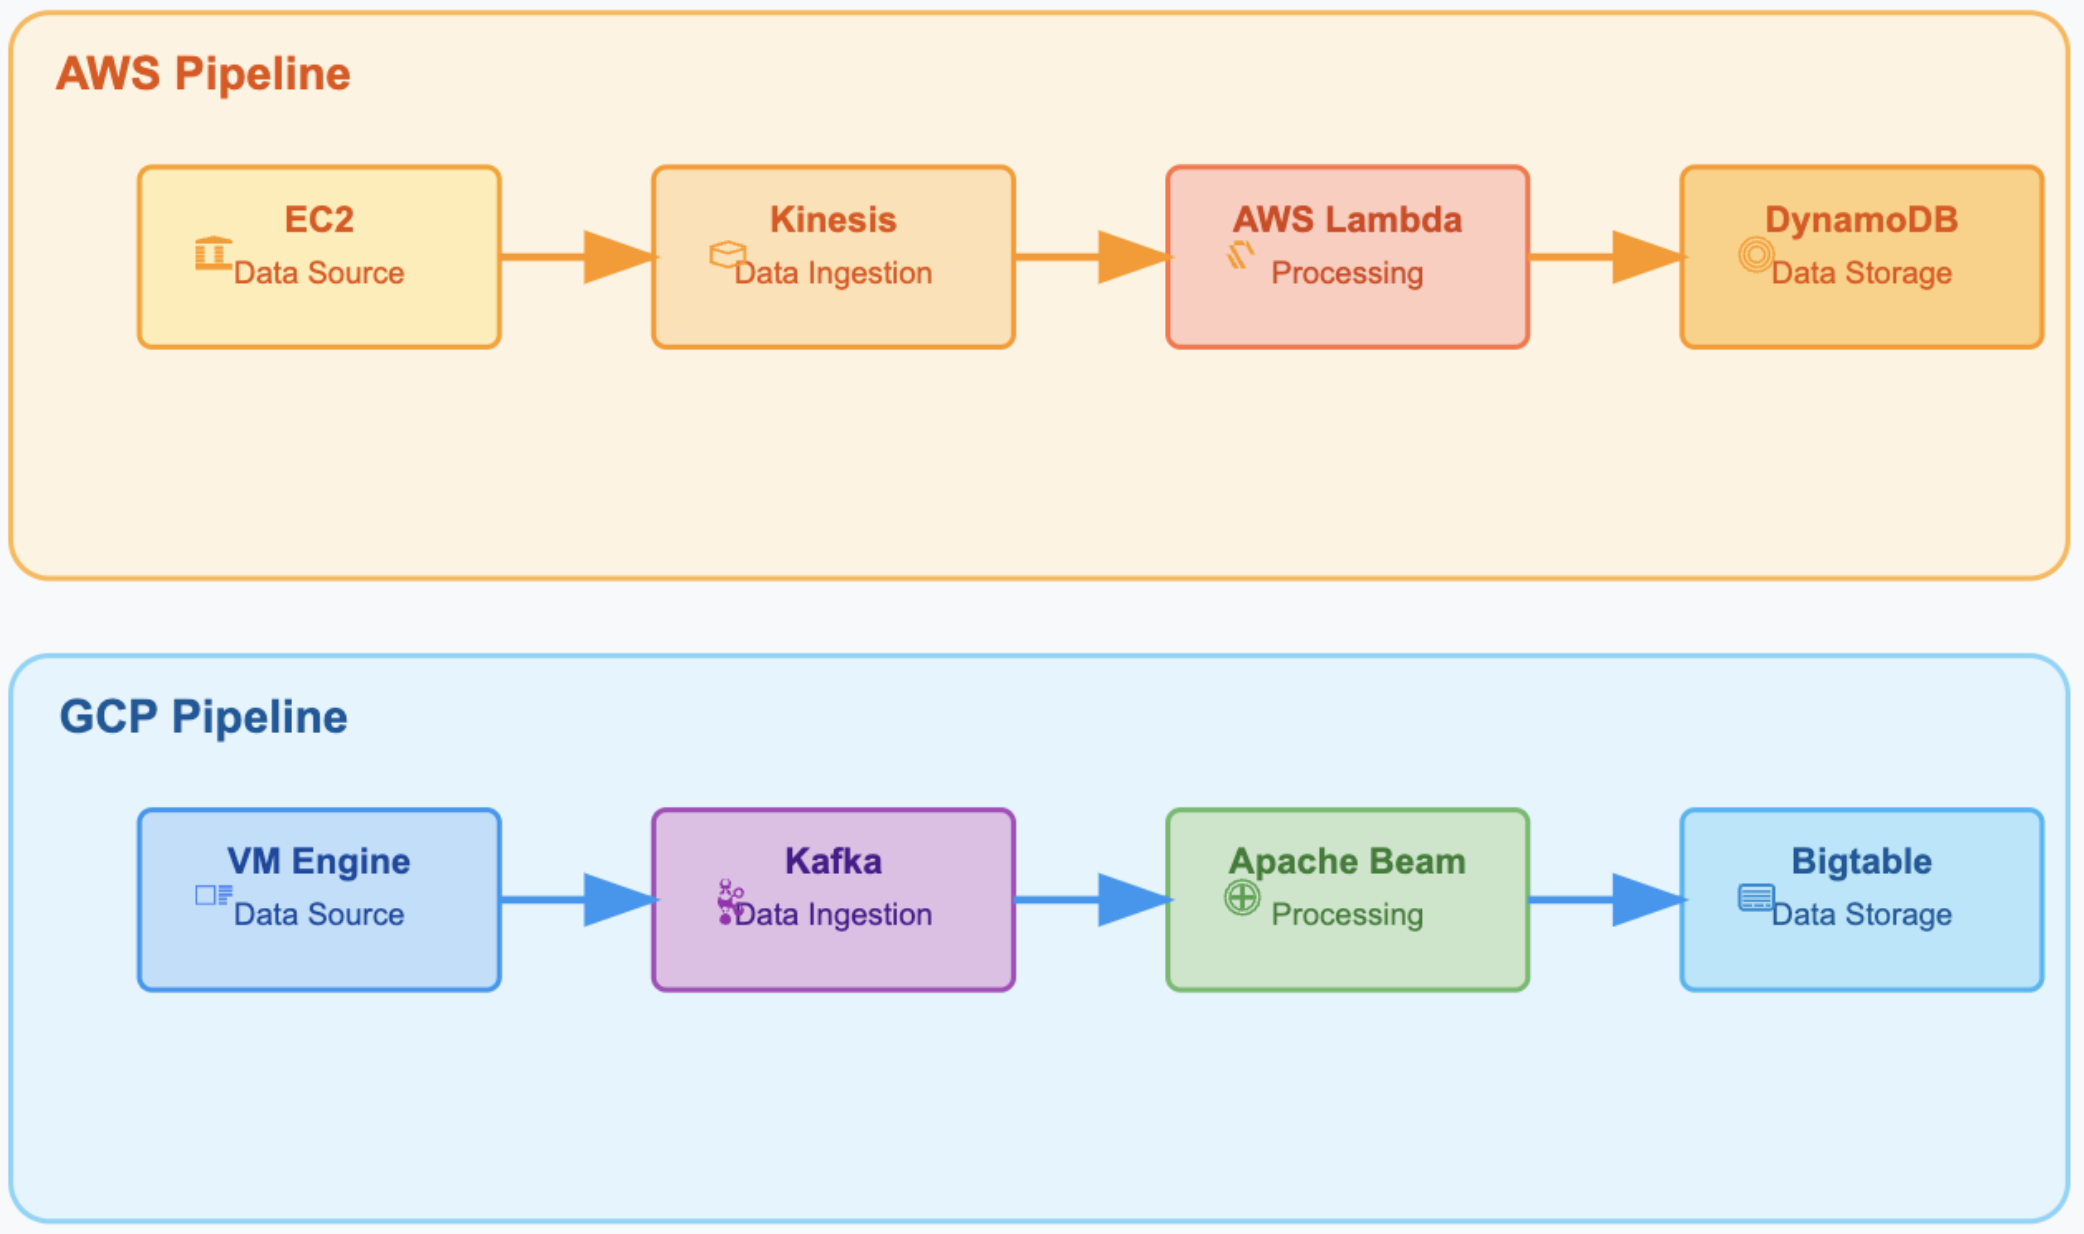 AWS Pipeline
EC2
Data Source
Kinesis
Data Ingestion
AWS Lambda
Processing
DynamoDB
Data Storage
GCP Pipeline
VM Engine
Data Source
Kafka
Data Ingestion
Apache Beam
Processing
Bigtable
Data Storage